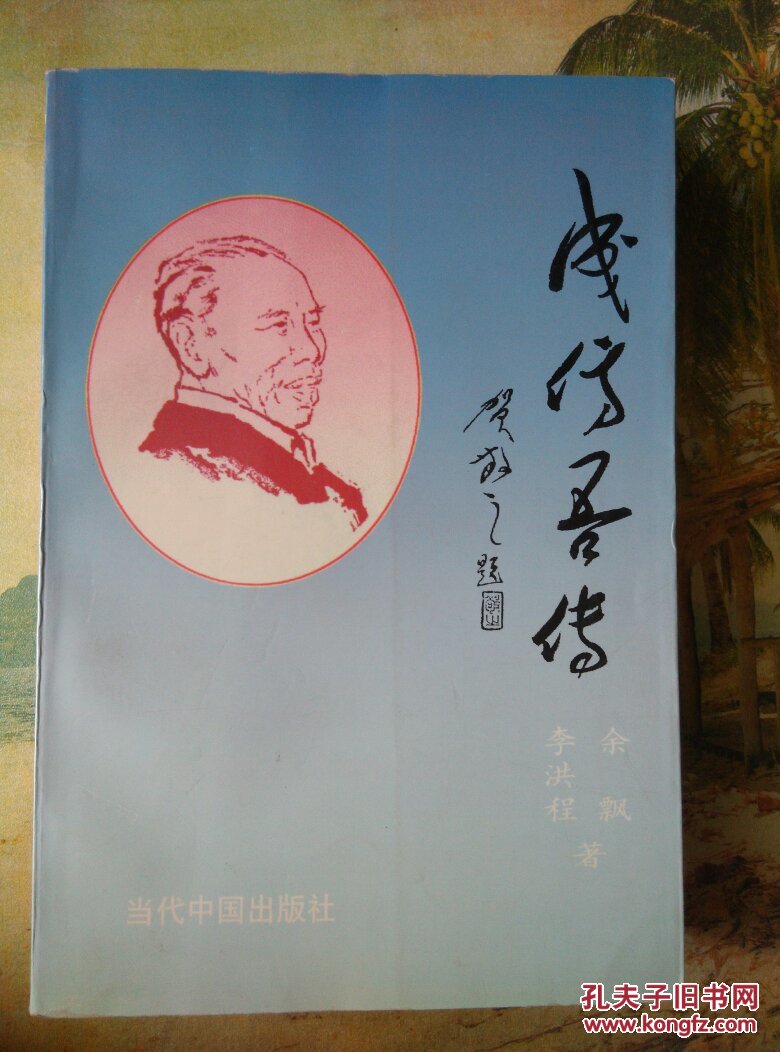 成仿吾传
贺敬之题
余飘
李洪程
著
当代中国出版社
孔夫子旧书网
www.kongfz.com